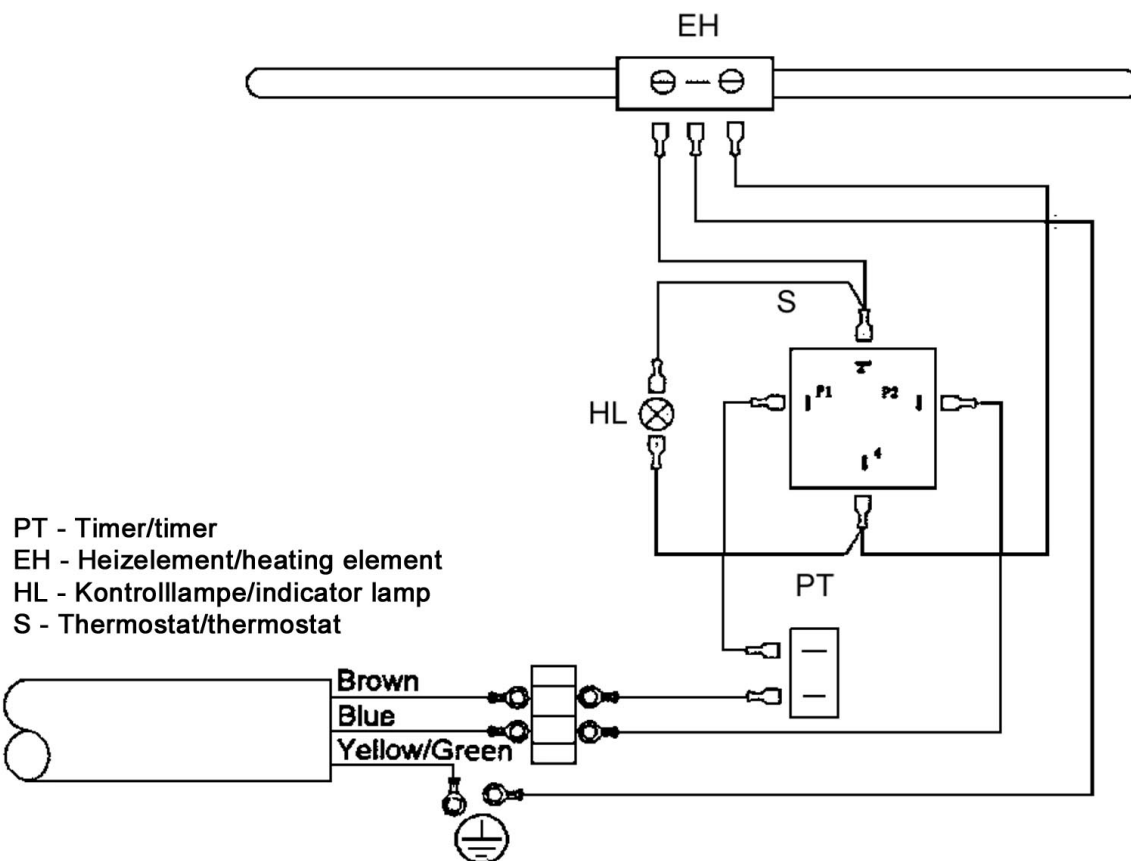 EH
S
P1
P2
HL
4
PT
PT - Timer/timer
EH - Heizelement/heating element
HL - Kontrolllampe/indicator lamp
S - Thermostat/thermostat
Brown
Blue
Yellow/Green